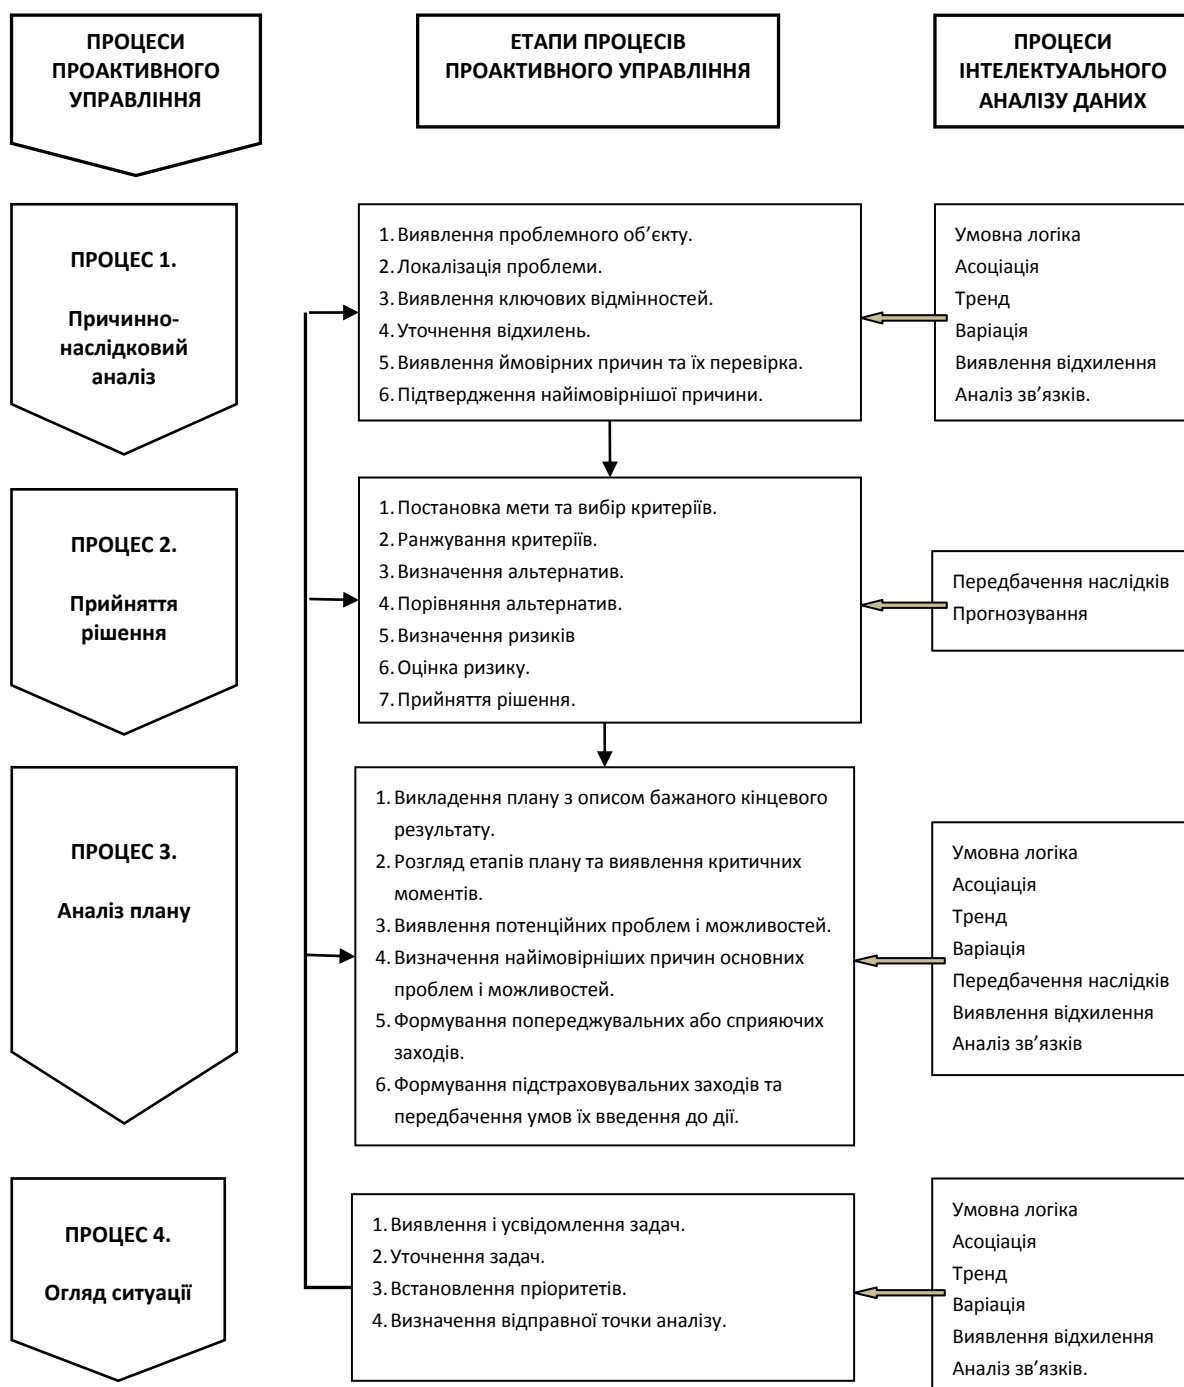 ПРОЦЕСИ
ПРОАКТИВНОГО
УПРАВЛІННЯ
ЕТАПИ ПРОЦЕСІВ
ПРОАКТИВНОГО УПРАВЛІННЯ
ПРОЦЕСИ
ІНТЕЛЕКТУАЛЬНОГО
АНАЛІЗУ ДАНИХ
ПРОЦЕС 1.
Причинно-
наслідковий
аналіз
1. Виявлення проблемного об’єкту.
2. Локалізація проблеми.
3. Виявлення ключових відмінностей.
4. Уточнення відхилень.
5. Виявлення ймовірних причин та їх перевірка.
6. Підтвердження найімовірнішої причини.
Умовна логіка
Асоціація
Тренд
Варіація
Виявлення відхилення
Аналіз зв’язків.
ПРОЦЕС 2.
Прийняття
рішення
1. Постановка мети та вибір критеріїв.
2. Ранжування критеріїв.
3. Визначення альтернатив.
4. Порівняння альтернатив.
5. Визначення ризиків
6. Оцінка ризику.
7. Прийняття рішення.
Передбачення наслідків
Прогнозування
ПРОЦЕС 3.
Аналіз плану
1. Викладення плану з описом бажаного кінцевого
результату.
2. Розгляд етапів плану та виявлення критичних
моментів.
3. Виявлення потенційних проблем і можливостей.
4. Визначення найімовірніших причин основних
проблем і можливостей.
5. Формування попереджувальних або сприяючих
заходів.
6. Формування підстраховувальних заходів та
передбачення умов їх введення до дії.
Умовна логіка
Асоціація
Тренд
Варіація
Передбачення наслідків
Виявлення відхилення
Аналіз зв’язків
ПРОЦЕС 4.
Огляд ситуації
1. Виявлення і усвідомлення задач.
2. Уточнення задач.
3. Встановлення пріоритетів.
4. Визначення відправної точки аналізу.
Умовна логіка
Асоціація
Тренд
Варіація
Виявлення відхилення
Аналіз зв’язків.